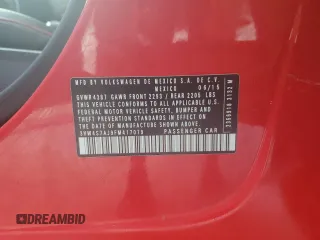 MFD. BY VOLKSWAGEN DE MEXICO S.A. DE C.V.
IN MEXICO 06/15
GVWR 4387 GAWR FRONT 2293 / REAR 2205 LBS
THIS VEHICLE CONFORMS TO ALL APPLICABLE
FEDERAL MOTOR VEHICLE SAFETY, BUMPER AND
THEFT PREVENTION STANDARDS IN EFFECT
ON THE DATE OF MANUFACTURE SHOWN ABOVE
PASSENGER CAR
DREAMBID